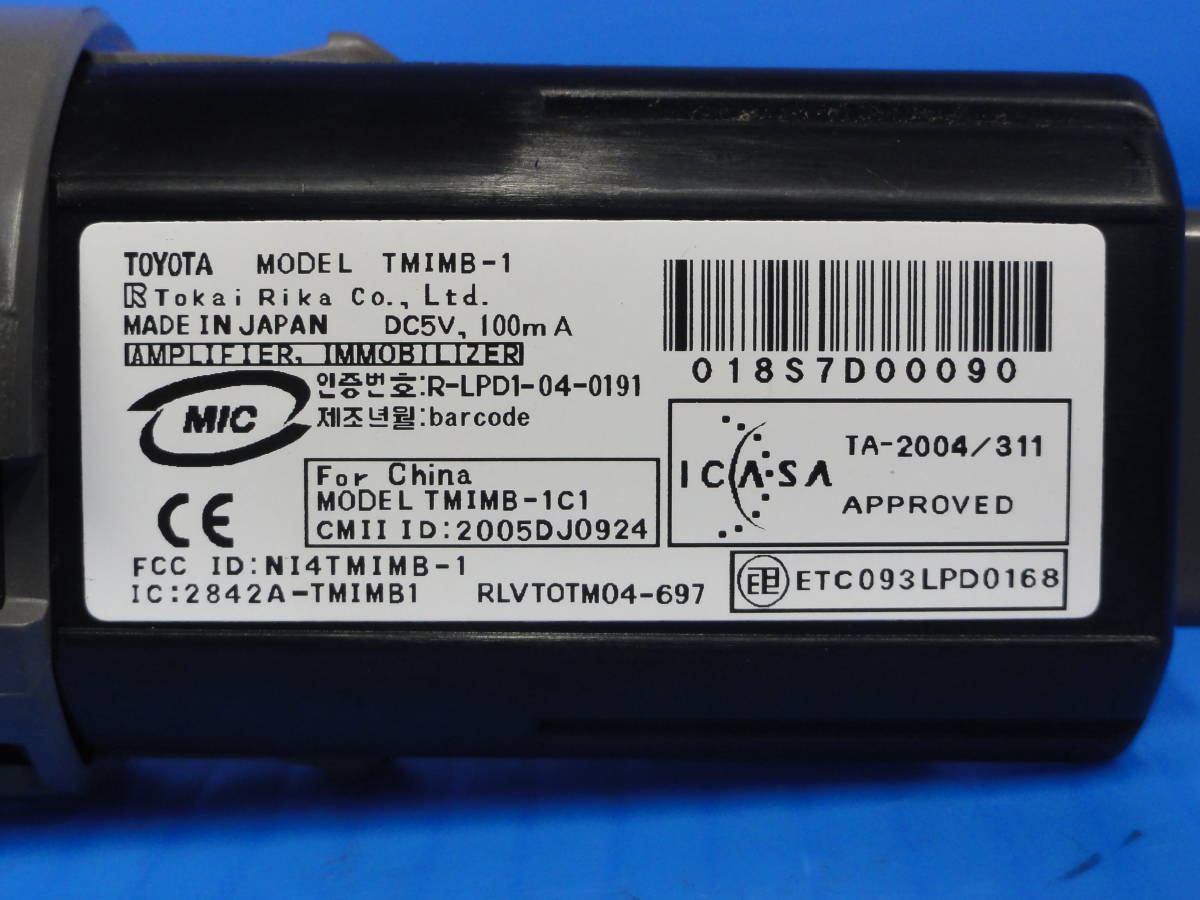 TOYOTA MODEL TMIMB-1
R Tokai Rika Co., Ltd.
MADE IN JAPAN DC5V, 100mA
AMPLIFIER, IMMOBILIZER
MIC
인증번호:R-LPD1-04-0191
제조년월:barcode
For China
MODEL TMIMB-1C1
CMII ID:2005DJ0924
CE
FCC ID:NI4TMIMB-1
IC:2842A-TMIMB1 RLVTOTM04-697
018S7D00090
ICASA
TA-2004/311
APPROVED
ETC093LPD0168